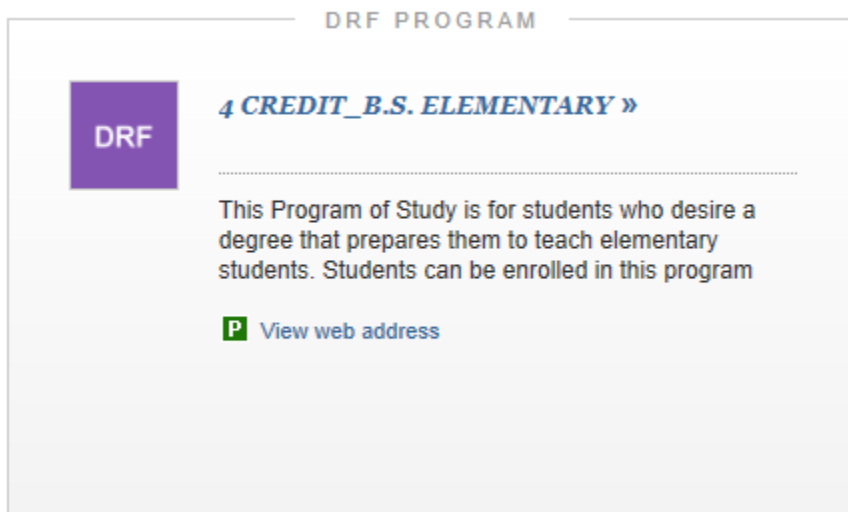 DRF PROGRAM
DRF
4 CREDIT_B.S. ELEMENTARY »
This Program of Study is for students who desire a
degree that prepares them to teach elementary
students. Students can be enrolled in this program
P View web address